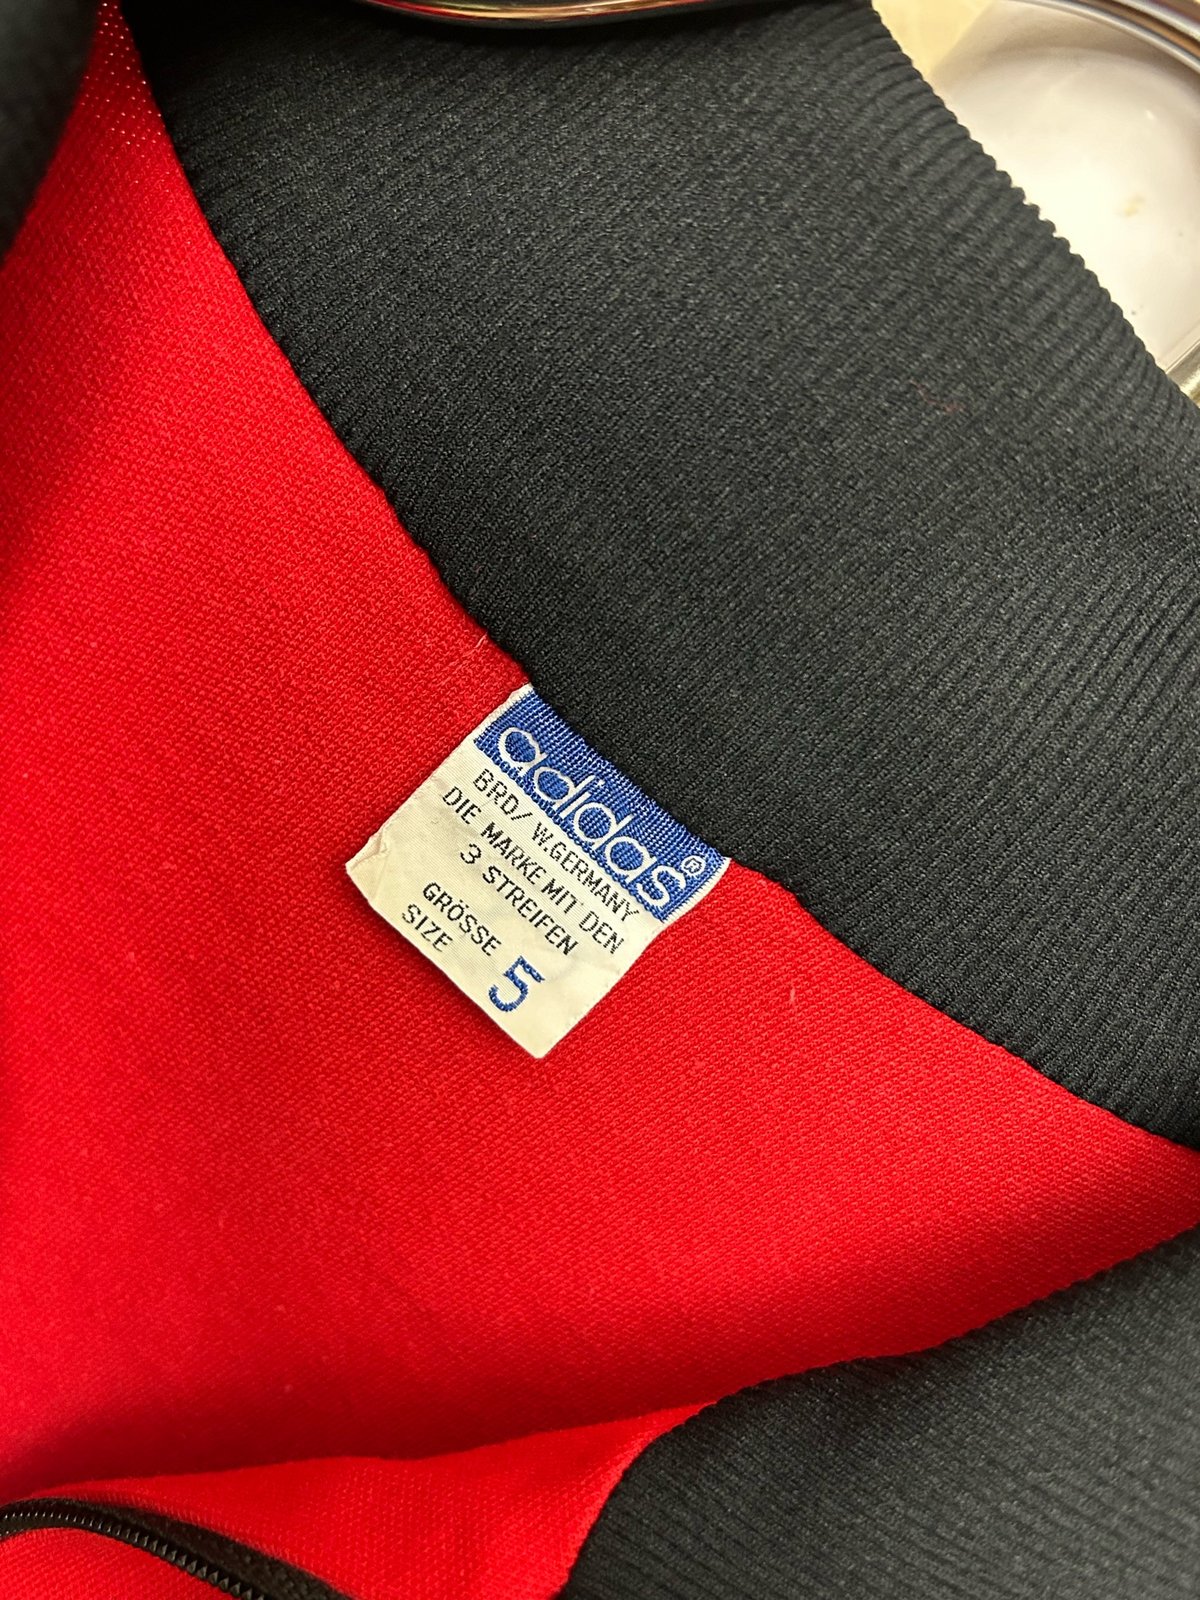 adidas®
BRD/W.GERMANY
DIE MARKE MIT DEN
3 STREIFEN
GRÖSSE
SIZE 5